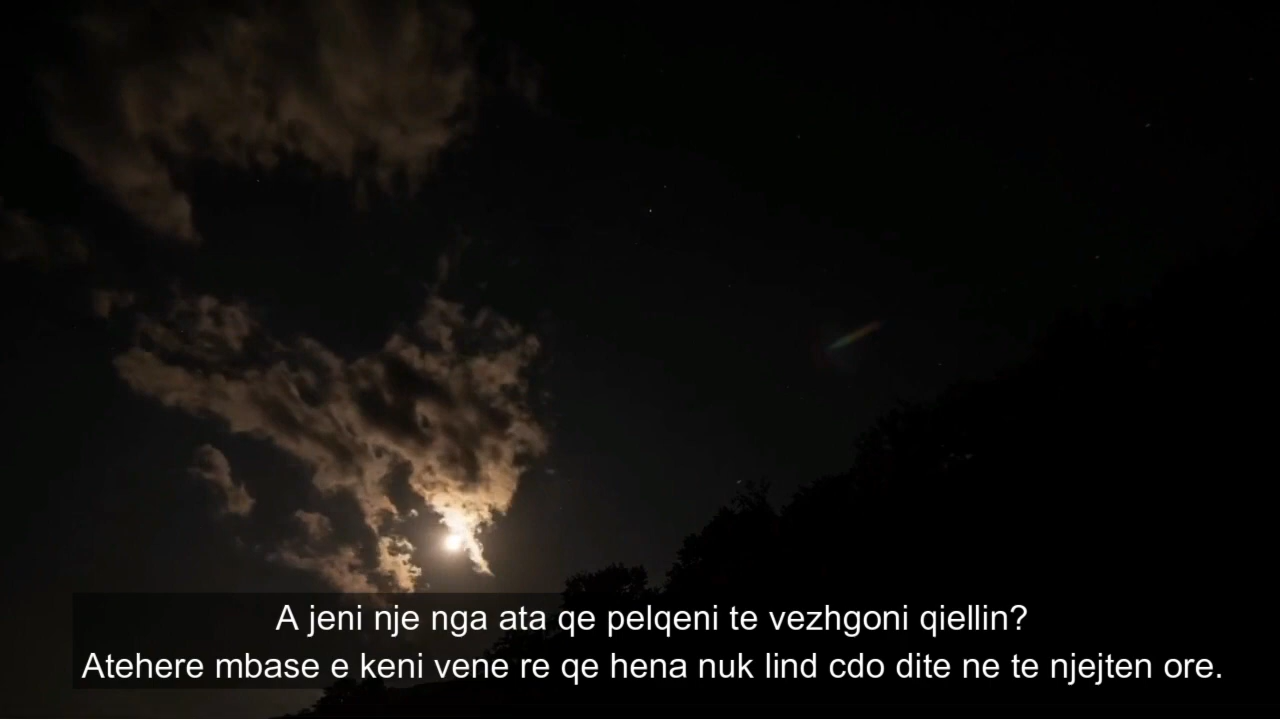 A jeni nje nga ata qe pelqeni te vezhgoni qiellin?
Atehere mbase e keni vene re qe hena nuk lind cdo dite ne te njejten ore.